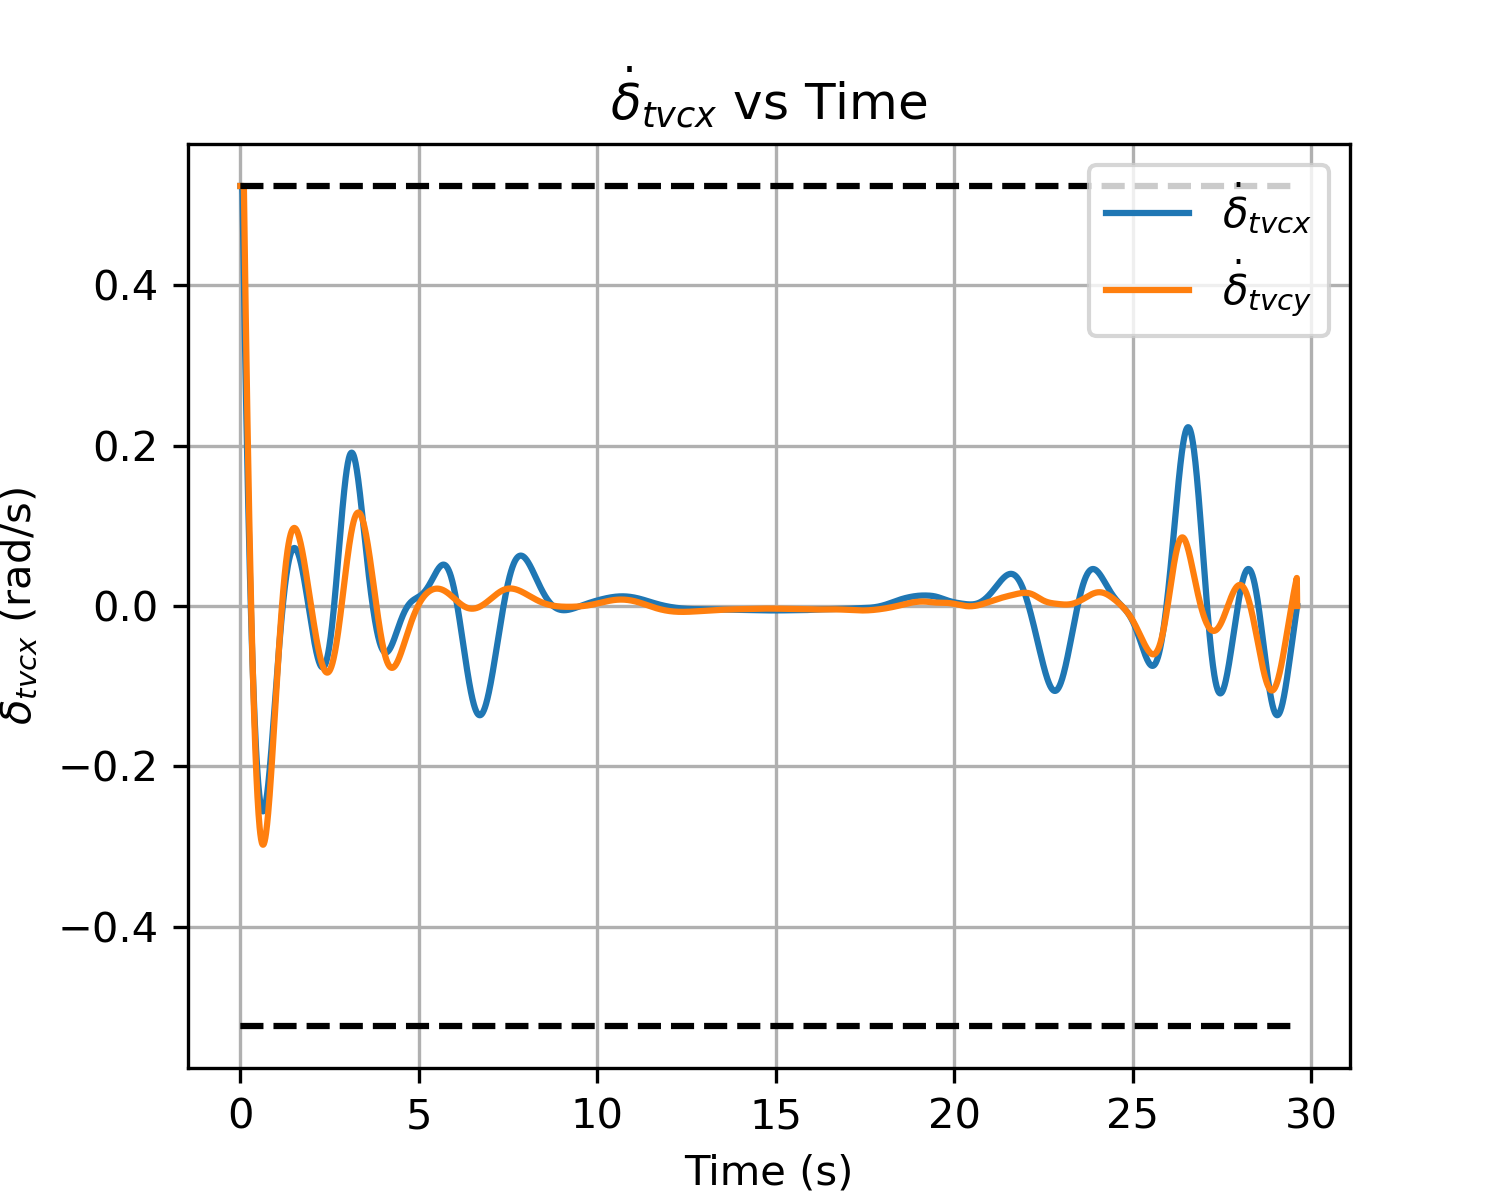 δ̇_tvcx vs Time
δ̇_tvcx
δ̇_tvcy
0.4
0.2
0.0
−0.2
−0.4
δ̇_tvcx (rad/s)
0 5 10 15 20 25 30
Time (s)